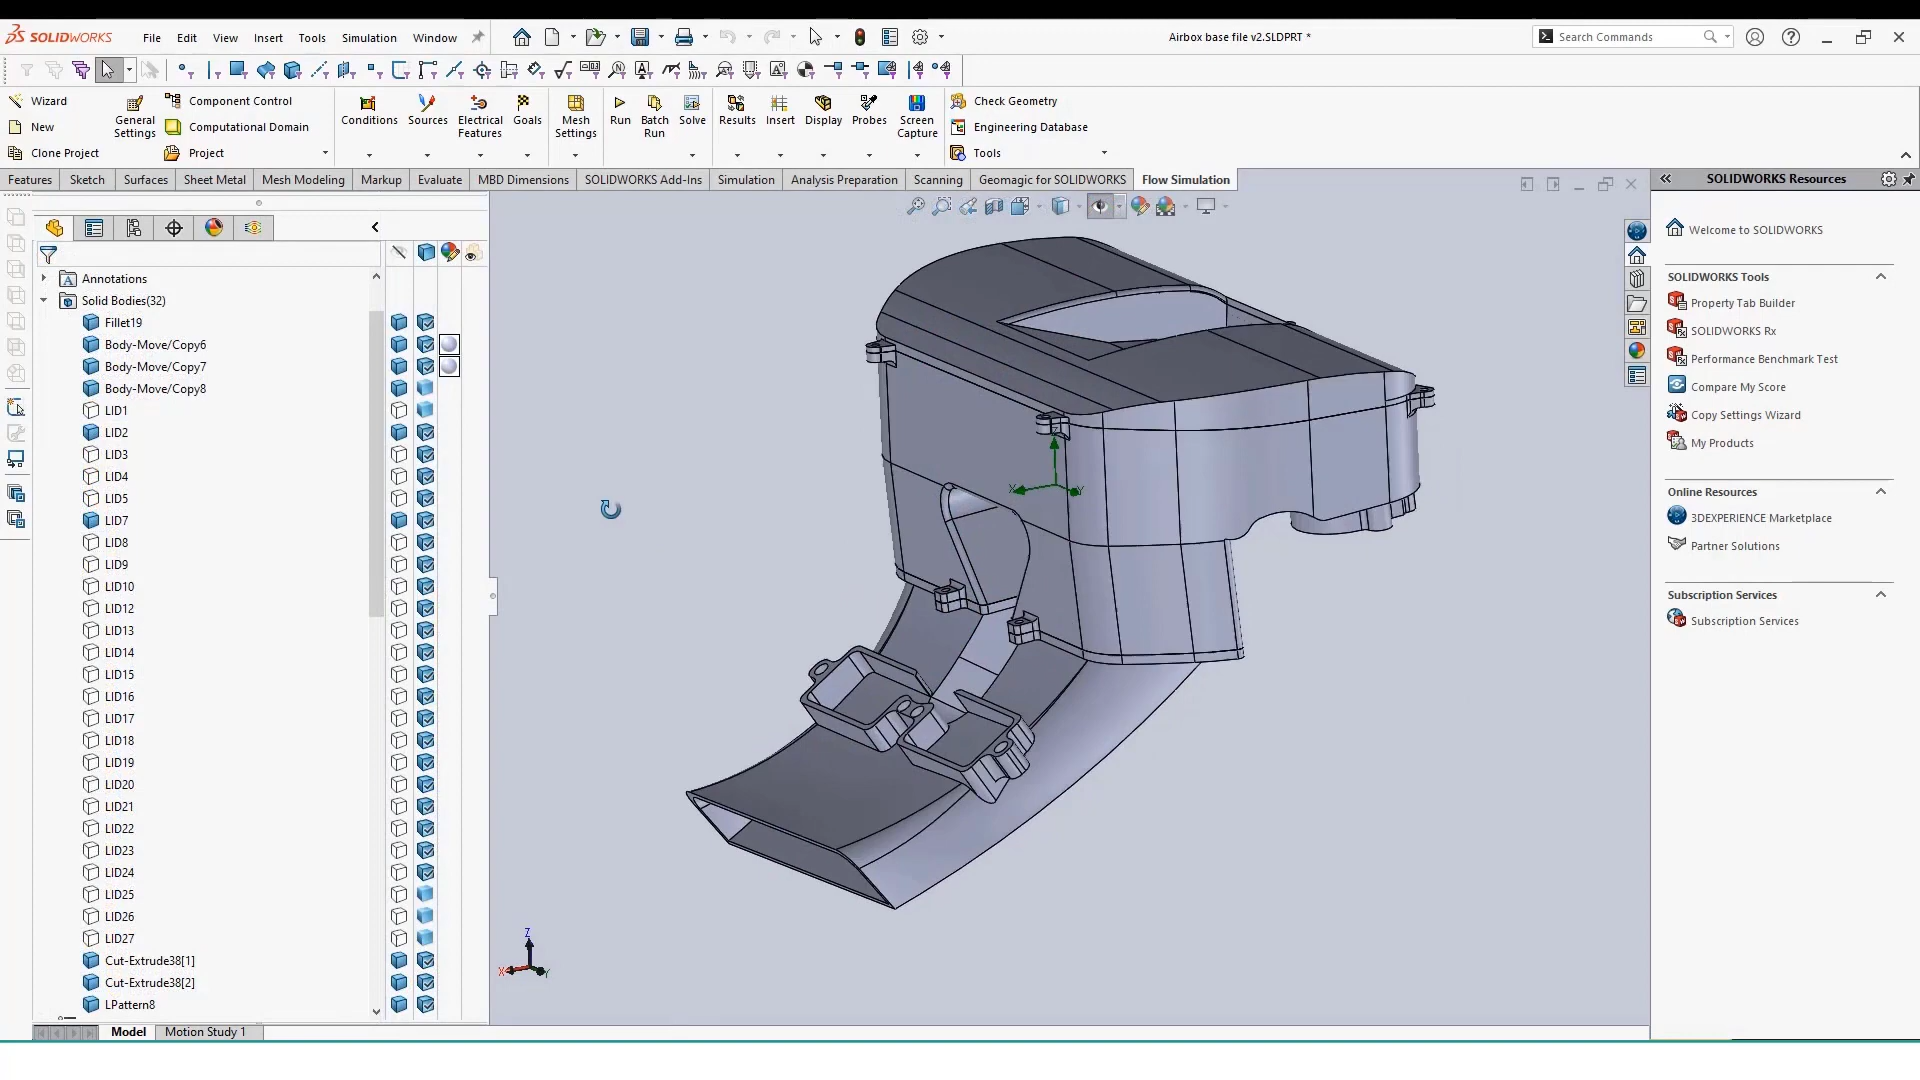 SOLIDWORKS File Edit View Insert Tools Simulation Window Airbox base file v2.SLDPRT * Search Commands
Wizard
New
Clone Project
General Settings
Component Control
Computational Domain
Project
Conditions
Sources
Electrical Features
Goals
Mesh Settings
Run
Batch Run
Solve
Results
Insert
Display
Probes
Screen Capture
Check Geometry
Engineering Database
Tools
Features Sketch Surfaces Sheet Metal Mesh Modeling Markup Evaluate MBD Dimensions SOLIDWORKS Add-Ins Simulation Analysis Preparation Scanning Geomagic for SOLIDWORKS Flow Simulation
Annotations
Solid Bodies(32)
Fillet19
Body-Move/Copy6
Body-Move/Copy7
Body-Move/Copy8
LID1
LID2
LID3
LID4
LID5
LID7
LID8
LID9
LID10
LID12
LID13
LID14
LID15
LID16
LID17
LID18
LID19
LID20
LID21
LID22
LID23
LID24
LID25
LID26
LID27
Cut-Extrude38[1]
Cut-Extrude38[2]
LPattern8
Model Motion Study 1
X Y
Z
X Y
SOLIDWORKS Resources
Welcome to SOLIDWORKS
SOLIDWORKS Tools
Property Tab Builder
SOLIDWORKS Rx
Performance Benchmark Test
Compare My Score
Copy Settings Wizard
My Products
Online Resources
3DEXPERIENCE Marketplace
Partner Solutions
Subscription Services
Subscription Services